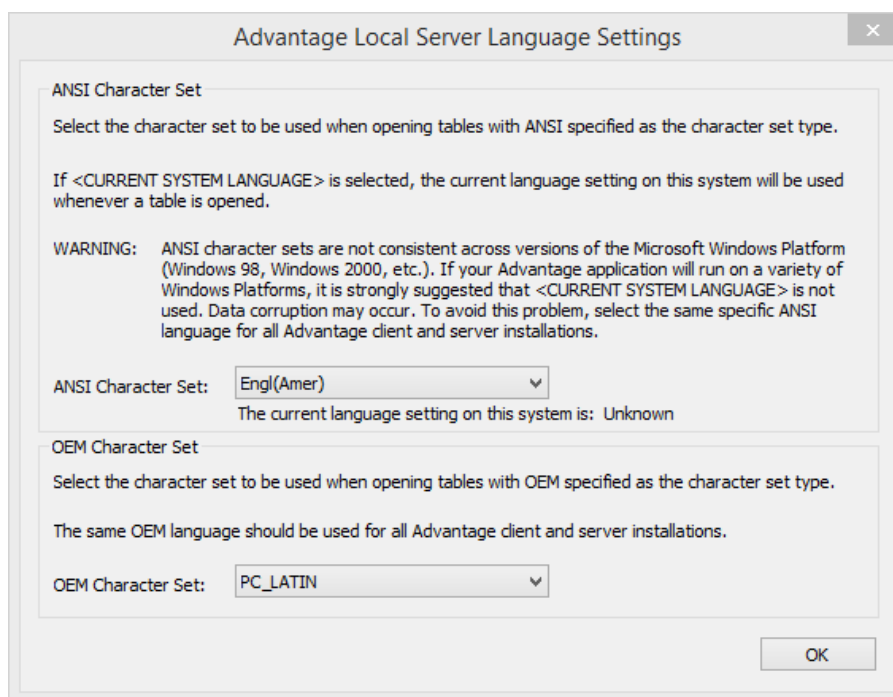 Advantage Local Server Language Settings
ANSI Character Set
Select the character set to be used when opening tables with ANSI specified as the character set type.
If <CURRENT SYSTEM LANGUAGE> is selected, the current language setting on this system will be used
whenever a table is opened.
WARNING: ANSI character sets are not consistent across versions of the Microsoft Windows Platform
(Windows 98, Windows 2000, etc.). If your Advantage application will run on a variety of
Windows Platforms, it is strongly suggested that <CURRENT SYSTEM LANGUAGE> is not
used. Data corruption may occur. To avoid this problem, select the same specific ANSI
language for all Advantage client and server installations.
ANSI Character Set: Engl(Amer)
The current language setting on this system is: Unknown
OEM Character Set
Select the character set to be used when opening tables with OEM specified as the character set type.
The same OEM language should be used for all Advantage client and server installations.
OEM Character Set: PC_LATIN
OK